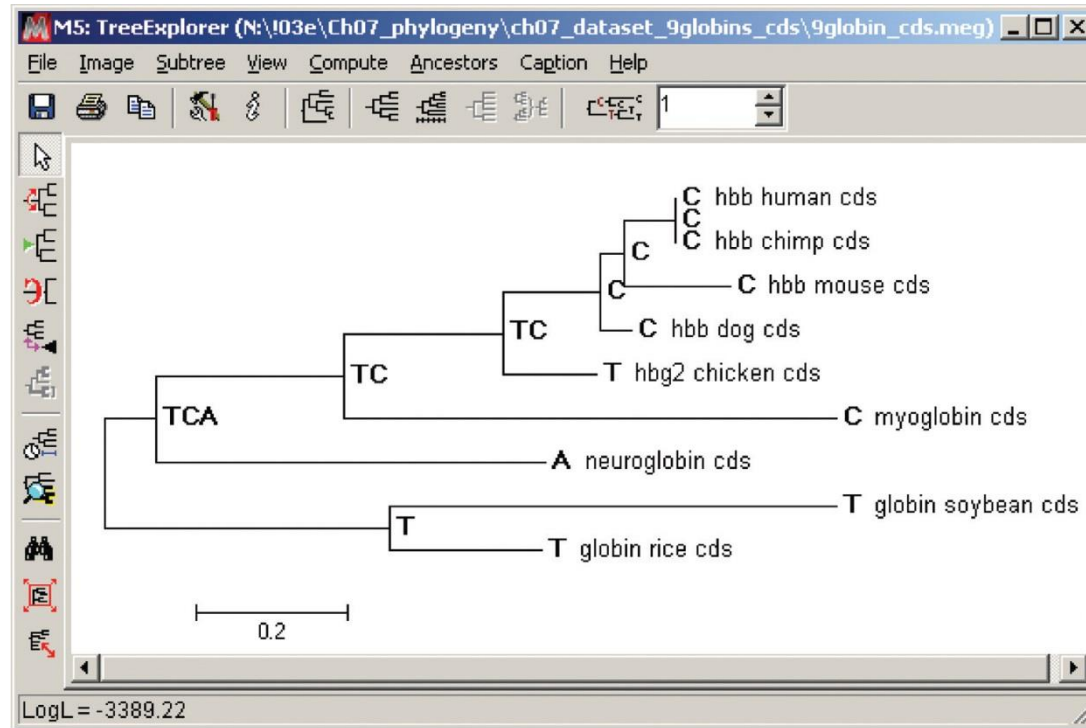 M5: TreeExplorer (N:\!03e\Ch07_phylogeny\ch07_dataset_9globins_cds\9globin_cds.meg)
File Image Subtree View Compute Ancestors Caption Help
1
C hbb human cds
C
C hbb chimp cds
C
C hbb mouse cds
C
C hbb dog cds
TC
T hbg2 chicken cds
TC
C myoglobin cds
TCA
A neuroglobin cds
T globin soybean cds
T
T globin rice cds
0.2
LogL = -3389.22